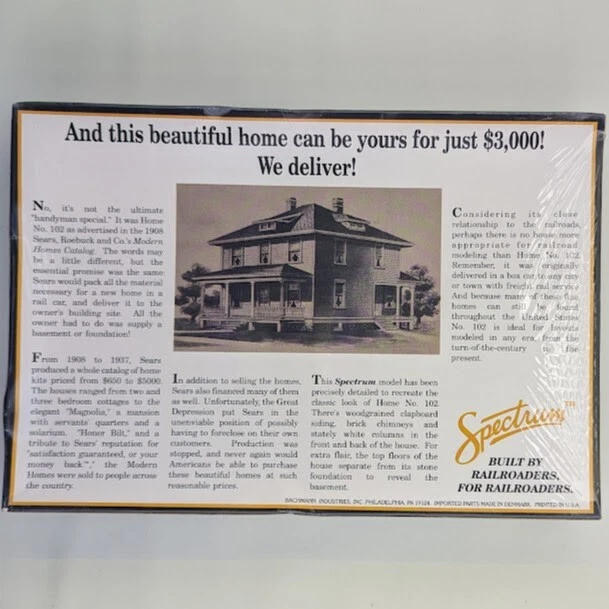 And this beautiful home can be yours for just $3,000!
We deliver!
No, it's not the ultimate
"handyman special." It was Home
No. 102 as advertised in the 1908
Sears, Roebuck and Co.'s Modern
Homes Catalog. The words may
be a little different, but the
essential promise was the same
Sears would pack all the material
necessary for a new home in a
rail car, and deliver it to the
owner's building site. All the
owner had to do was supply a
basement or foundation!
From 1908 to 1937, Sears
produced a whole catalog of home
kits priced from $650 to $5000.
The houses ranged from two and
three bedroom cottages to the
elegant "Magnolia," a mansion
with servants' quarters and a
solarium. "Honor Bilt," and a
tribute to Sears' reputation for
"satisfaction guaranteed, or your
money back"," the Modern
Homes were sold to people across
the country.
In addition to selling the homes,
Sears also financed many of them
as well. Unfortunately, the Great
Depression put Sears in the
unenviable position of possibly
having to foreclose on their own
customers. Production was
stopped, and never again would
Americans be able to purchase
these beautiful homes at such
reasonable prices.
This Spectrum model has been
precisely detailed to recreate the
classic look of Home No. 102.
There's woodgrained clapboard
siding, brick chimneys and
stately white columns in the
front and back of the house. For
extra flair, the top floors of the
house separate from its stone
foundation to reveal the
basement.
Considering its close
relationship to the railroads,
perhaps there is no house more
appropriate for railroad
modeling than Home No. 102.
Remember, it was originally
delivered in a box car to any city
or town with freight rail service
And because many of these fine
homes can still be found
throughout the United States
No. 102 is ideal for layouts
modeled in any era, from the
turn-of-the-century to the
present.
Spectrum™
BUILT BY
RAILROADERS,
FOR RAILROADERS.
BACHMANN INDUSTRIES, INC. PHILADELPHIA, PA 19124. IMPORTED PARTS MADE IN DENMARK. PRINTED IN U.S.A.